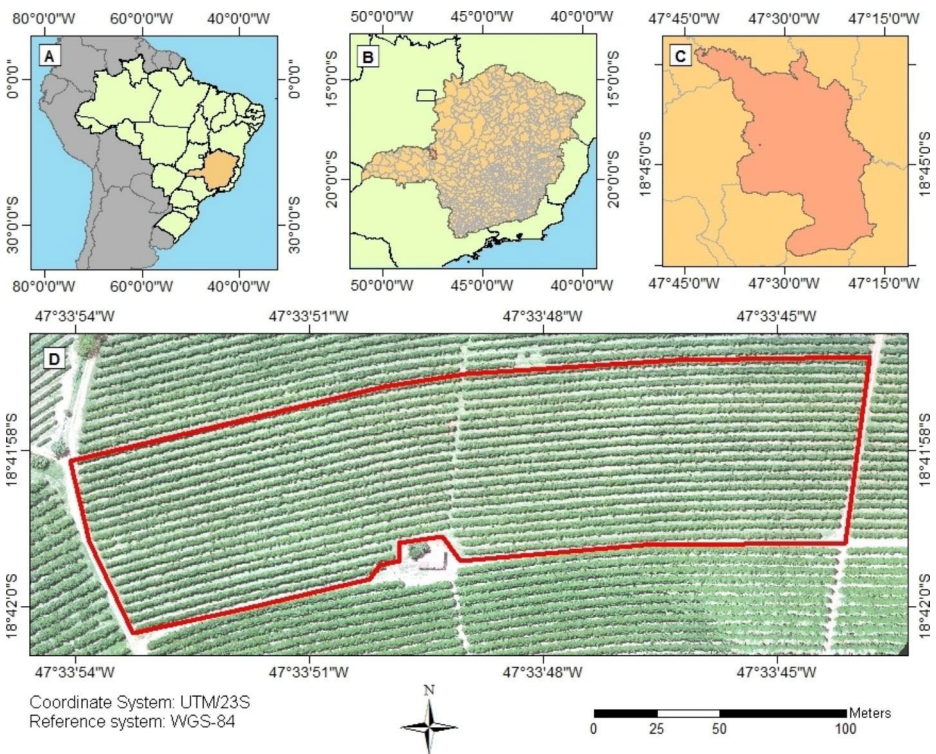 80°0'0"W 60°0'0"W 40°0'0"W
50°0'0"W 45°0'0"W 40°0'0"W
47°45'0"W 47°30'0"W 47°15'0"W
A
B
C
0°0'0"
0°0'0"
15°0'0"S
15°0'0"S
18°45'0"S
18°45'0"S
20°0'0"S
20°0'0"S
30°0'0"S
30°0'0"S
80°0'0"W 60°0'0"W 40°0'0"W
50°0'0"W 45°0'0"W 40°0'0"W
47°45'0"W 47°30'0"W 47°15'0"W
47°33'54"W 47°33'51"W 47°33'48"W 47°33'45"W
D
18°41'58"S
18°41'58"S
18°42'0"S
18°42'0"S
47°33'54"W 47°33'51"W 47°33'48"W 47°33'45"W
Coordinate System: UTM/23S
Reference system: WGS-84
N
Meters
0 25 50 100